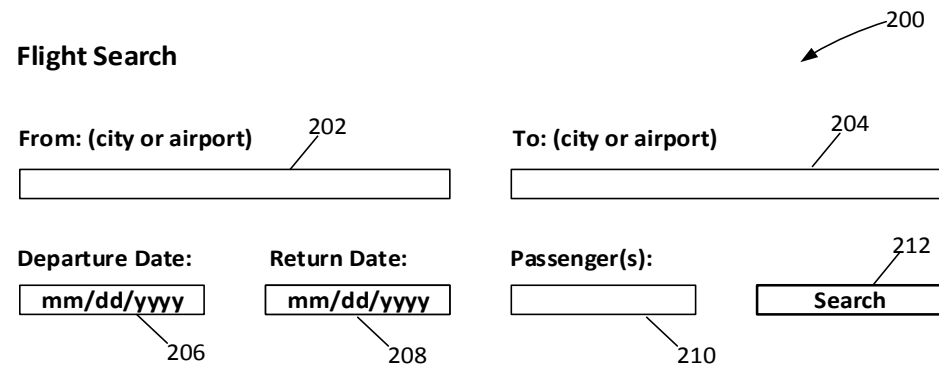 200
Flight Search
From: (city or airport) 202 To: (city or airport) 204
Departure Date: Return Date: Passenger(s): 212
mm/dd/yyyy mm/dd/yyyy Search
206 208 210